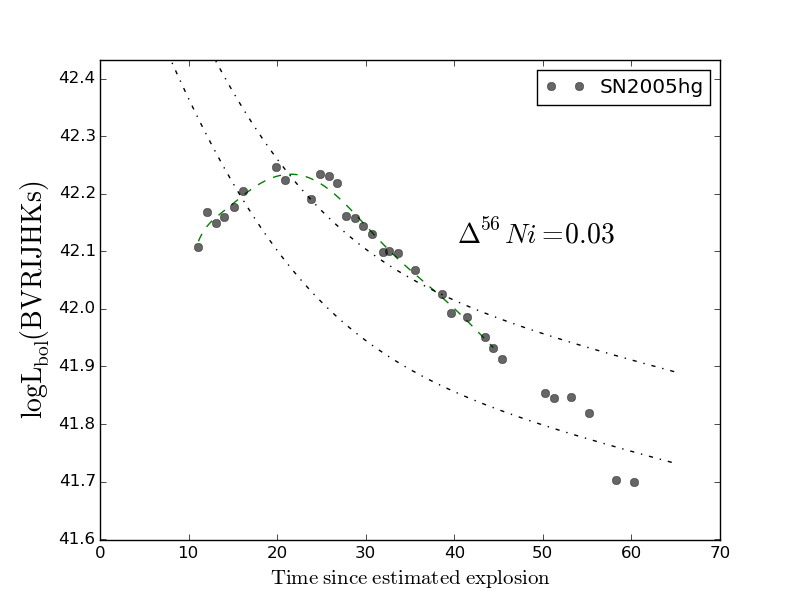 SN2005hg
Δ⁵⁶Ni=0.03
logL_bol(BVRIJHKs)
42.4
42.3
42.2
42.1
42.0
41.9
41.8
41.7
41.6
0 10 20 30 40 50 60 70
Time since estimated explosion